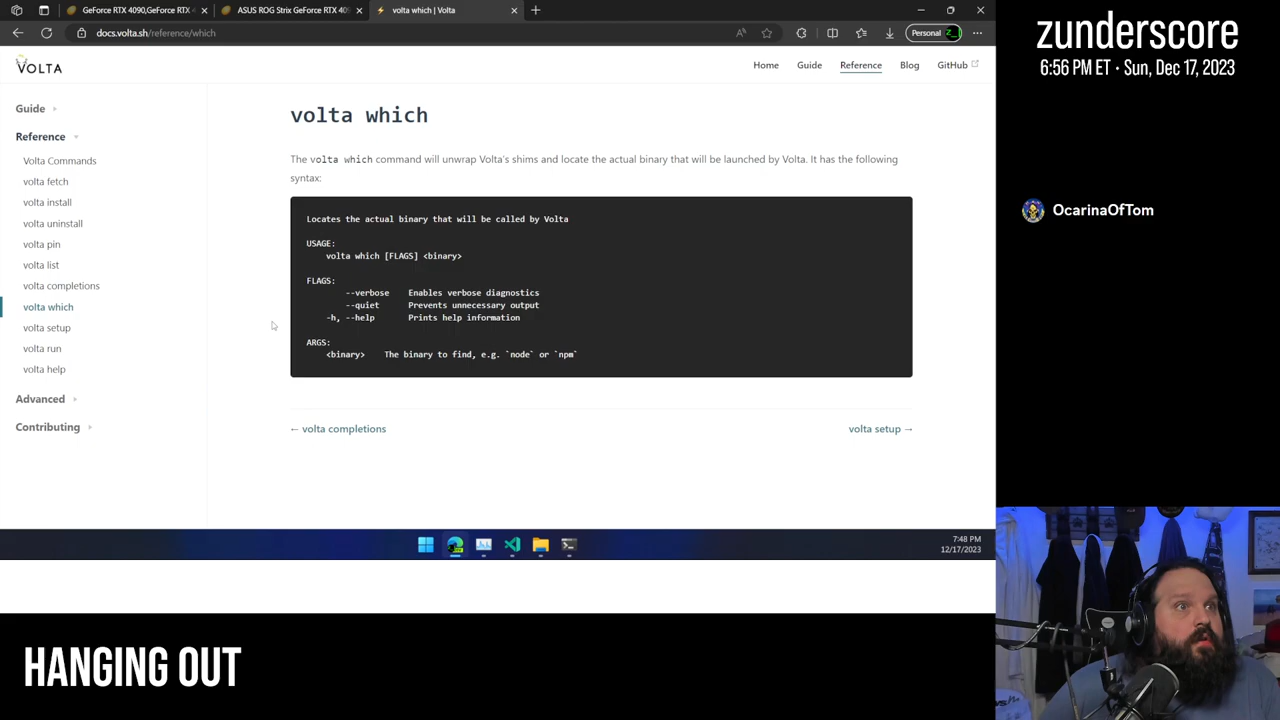 GeForce RTX 4090,GeForce RTX 4
ASUS ROG Strix GeForce RTX 409
volta which | Volta
docs.volta.sh/reference/which
Personal
VOLTA
Home
Guide
Reference
Blog
GitHub
Guide
Reference
Volta Commands
volta fetch
volta install
volta uninstall
volta pin
volta list
volta completions
volta which
volta setup
volta run
volta help
Advanced
Contributing
volta which
The volta which command will unwrap Volta's shims and locate the actual binary that will be launched by Volta. It has the following
syntax:
Locates the actual binary that will be called by Volta
USAGE:
volta which [FLAGS] <binary>
FLAGS:
--verbose Enables verbose diagnostics
--quiet Prevents unnecessary output
-h, --help Prints help information
ARGS:
<binary> The binary to find, e.g. `node` or `npm`
← volta completions
volta setup →
7:48 PM
12/17/2023
zunderscore
6:56 PM ET • Sun, Dec 17, 2023
OcarinaOfTom
HANGING OUT